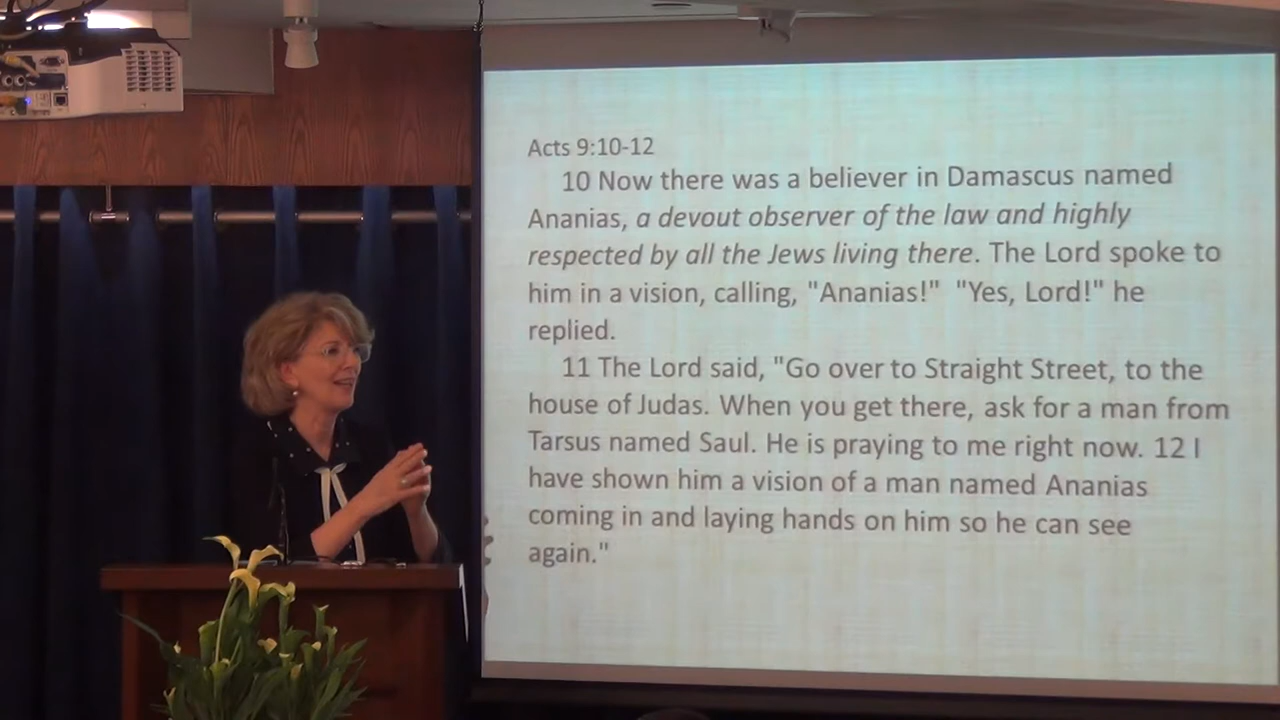 Acts 9:10-12
10 Now there was a believer in Damascus named
Ananias, a devout observer of the law and highly
respected by all the Jews living there. The Lord spoke to
him in a vision, calling, "Ananias!"  "Yes, Lord!" he
replied.
11 The Lord said, "Go over to Straight Street, to the
house of Judas. When you get there, ask for a man from
Tarsus named Saul. He is praying to me right now. 12 I
have shown him a vision of a man named Ananias
coming in and laying hands on him so he can see
again."